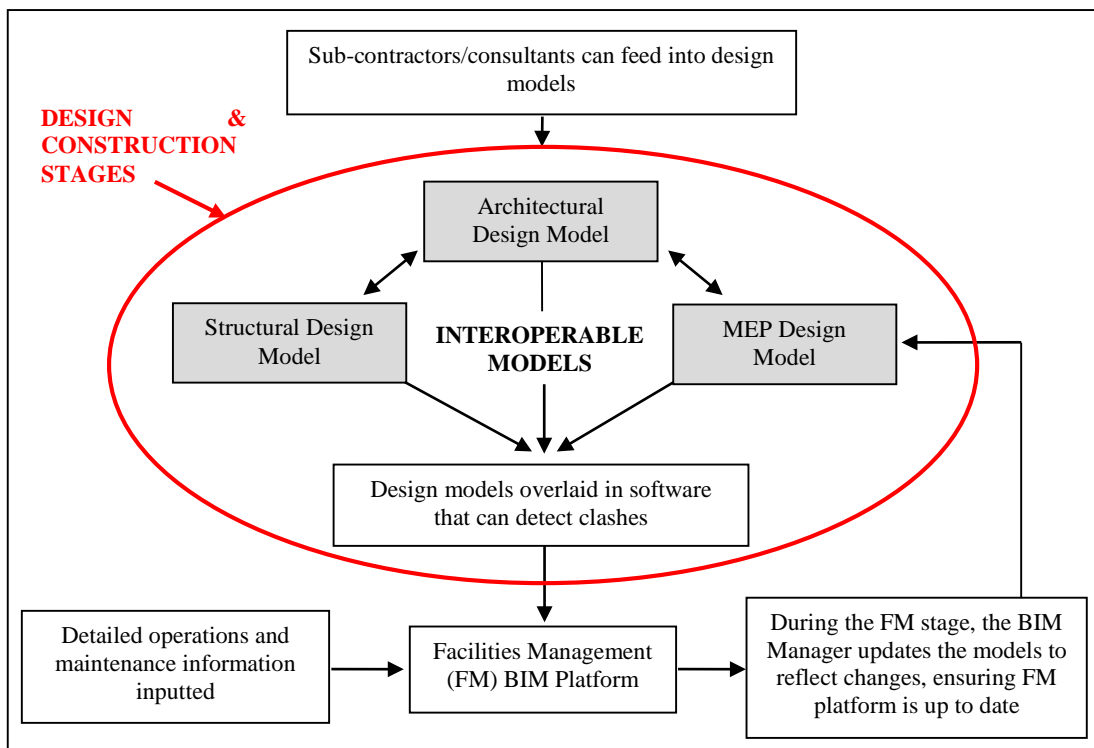 Sub-contractors/consultants can feed into design
models
DESIGN &
CONSTRUCTION
STAGES
Architectural
Design Model
Structural Design
Model
INTEROPERABLE
MODELS
MEP Design
Model
Design models overlaid in software
that can detect clashes
Detailed operations and
maintenance information
inputted
Facilities Management
(FM) BIM Platform
During the FM stage, the BIM
Manager updates the models to
reflect changes, ensuring FM
platform is up to date